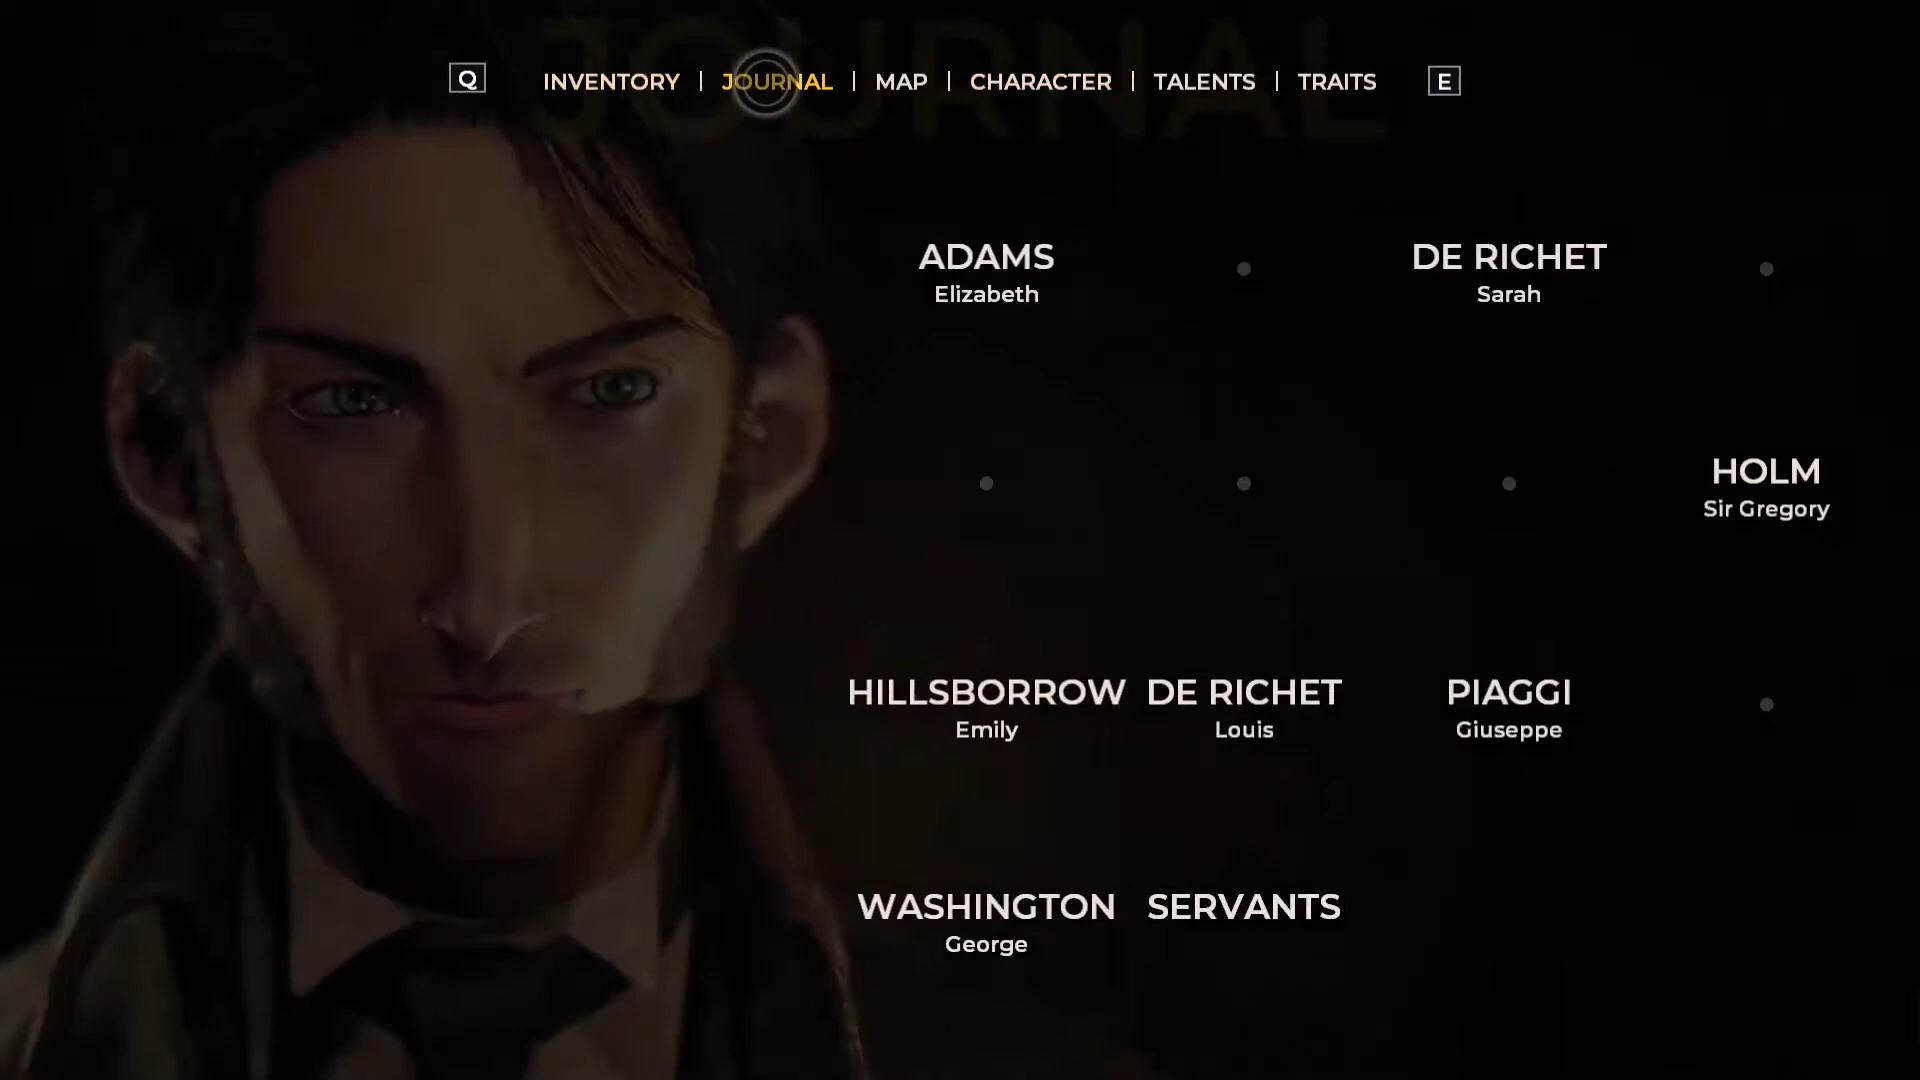 JOURNAL
Q INVENTORY | JOURNAL | MAP | CHARACTER | TALENTS | TRAITS E
ADAMS
Elizabeth
DE RICHET
Sarah
HOLM
Sir Gregory
HILLSBORROW
Emily
DE RICHET
Louis
PIAGGI
Giuseppe
WASHINGTON
George
SERVANTS